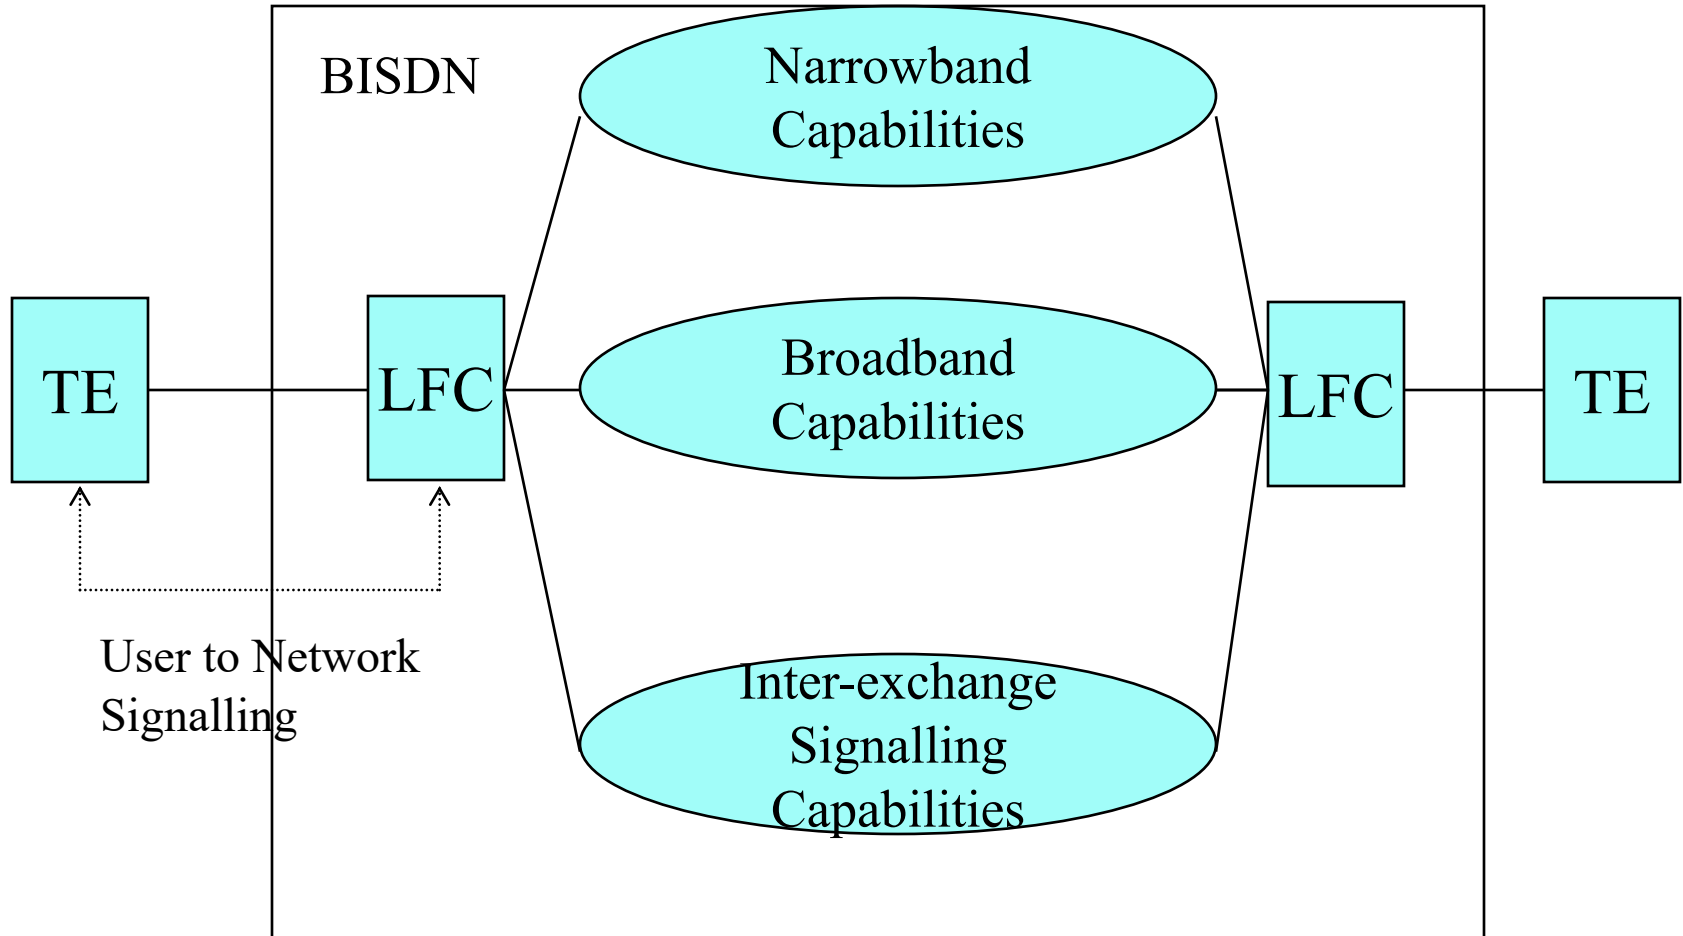 BISDN
Narrowband
Capabilities
TE
LFC
Broadband
Capabilities
LFC
TE
User to Network
Signalling
Inter-exchange
Signalling
Capabilities